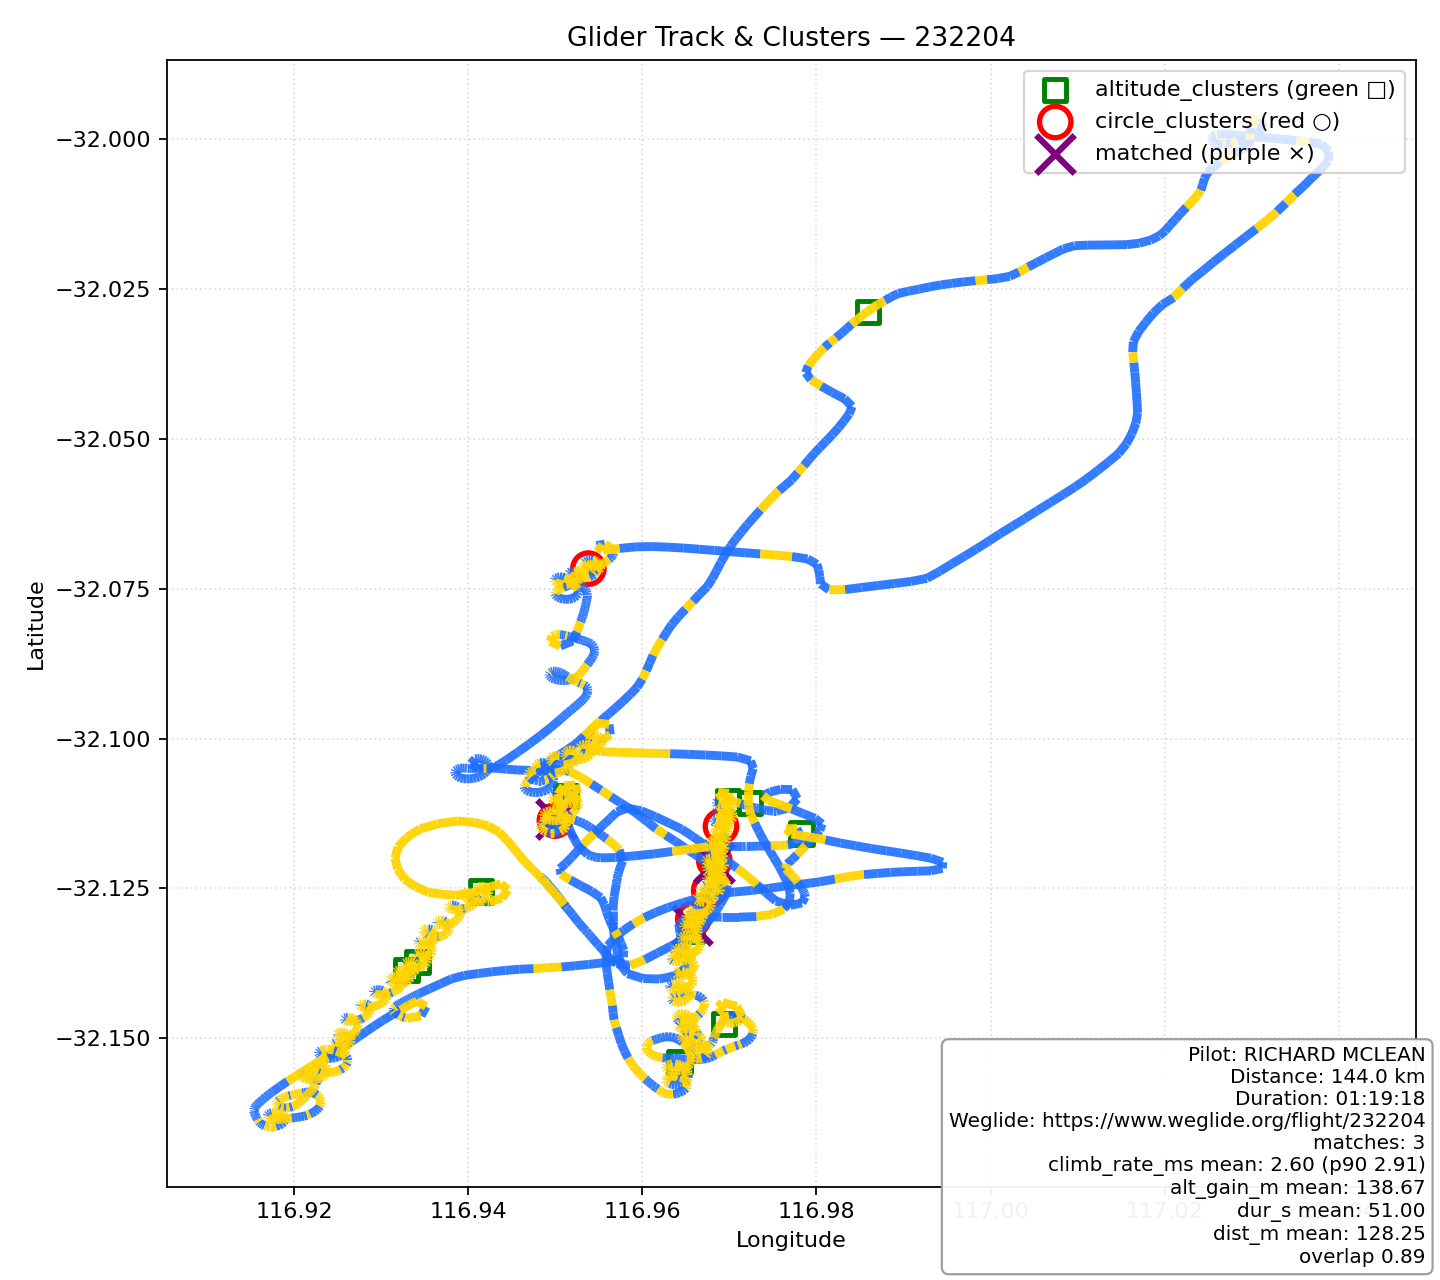 Glider Track & Clusters — 232204
altitude_clusters (green □)
circle_clusters (red ○)
matched (purple ×)
−32.000
−32.025
−32.050
−32.075
−32.100
−32.125
−32.150
Latitude
116.92
116.94
116.96
116.98
117.00
117.02
Longitude
Pilot: RICHARD MCLEAN
Distance: 144.0 km
Duration: 01:19:18
Weglide: https://www.weglide.org/flight/232204
matches: 3
climb_rate_ms mean: 2.60 (p90 2.91)
alt_gain_m mean: 138.67
dur_s mean: 51.00
dist_m mean: 128.25
overlap 0.89